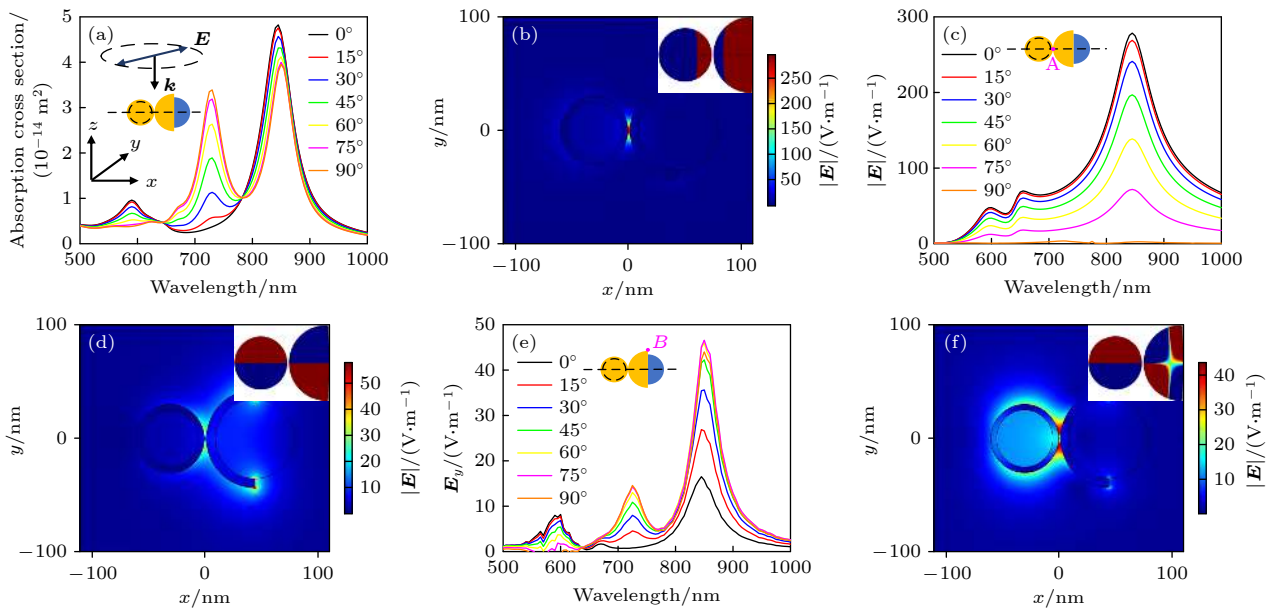 (a)
Absorption cross section/
(10⁻¹⁴ m²)
5
4
3
2
1
0
E
k
z
y
x
0°
15°
30°
45°
60°
75°
90°
500 600 700 800 900 1000
Wavelength/nm
(b)
y/nm
100
0
−100
−100 0 100
x/nm
250
200
150
100
50
|E|/(V·m⁻¹)
(c)
|E|/(V·m⁻¹)
300
200
100
0
A
0°
15°
30°
45°
60°
75°
90°
500 600 700 800 900 1000
Wavelength/nm
(d)
y/nm
100
0
−100
−100 0 100
x/nm
50
40
30
20
10
|E|/(V·m⁻¹)
(e)
E_y/(V·m⁻¹)
50
40
30
20
10
0
B
0°
15°
30°
45°
60°
75°
90°
500 600 700 800 900 1000
Wavelength/nm
(f)
y/nm
100
0
−100
−100 0 100
x/nm
40
30
20
10
|E|/(V·m⁻¹)